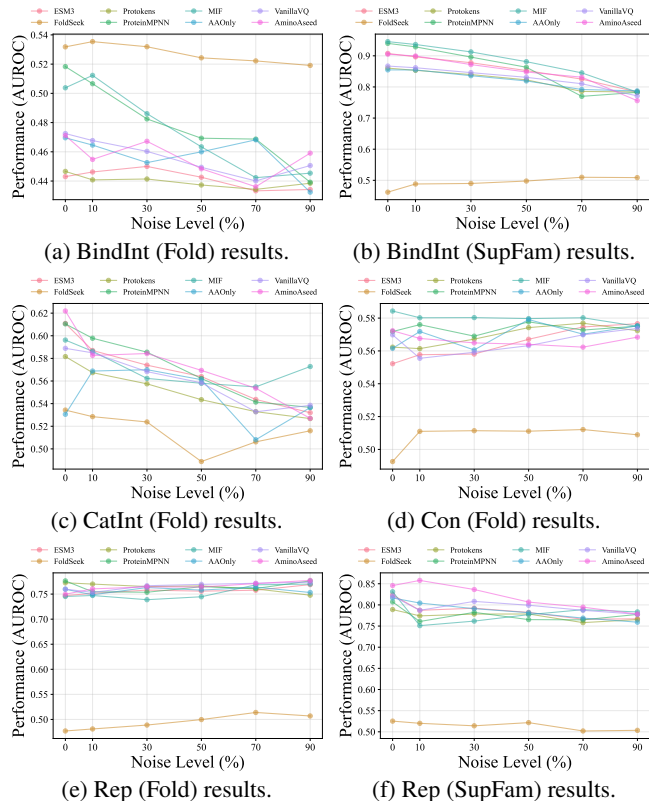 ESM3 Protokens MIF VanillaVQ
FoldSeek ProteinMPNN AAOnly AminoAseed
Performance (AUROC)
0.54
0.52
0.50
0.48
0.46
0.44
0 10 30 50 70 90
Noise Level (%)
(a) BindInt (Fold) results.
ESM3 Protokens MIF VanillaVQ
FoldSeek ProteinMPNN AAOnly AminoAseed
Performance (AUROC)
0.9
0.8
0.7
0.6
0.5
0 10 30 50 70 90
Noise Level (%)
(b) BindInt (SupFam) results.
ESM3 Protokens MIF VanillaVQ
FoldSeek ProteinMPNN AAOnly AminoAseed
Performance (AUROC)
0.62
0.60
0.58
0.56
0.54
0.52
0.50
0 10 30 50 70 90
Noise Level (%)
(c) CatInt (Fold) results.
ESM3 Protokens MIF VanillaVQ
FoldSeek ProteinMPNN AAOnly AminoAseed
Performance (AUROC)
0.58
0.56
0.54
0.52
0.50
0 10 30 50 70 90
Noise Level (%)
(d) Con (Fold) results.
ESM3 Protokens MIF VanillaVQ
FoldSeek ProteinMPNN AAOnly AminoAseed
Performance (AUROC)
0.75
0.70
0.65
0.60
0.55
0.50
0 10 30 50 70 90
Noise Level (%)
(e) Rep (Fold) results.
ESM3 Protokens MIF VanillaVQ
FoldSeek ProteinMPNN AAOnly AminoAseed
Performance (AUROC)
0.85
0.80
0.75
0.70
0.65
0.60
0.55
0.50
0 10 30 50 70 90
Noise Level (%)
(f) Rep (SupFam) results.